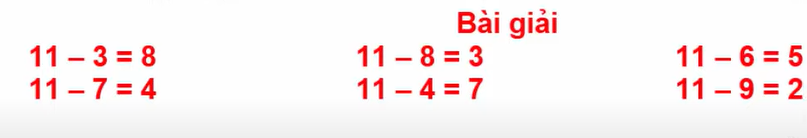 Bài giải
11 – 3 = 8 11 – 8 = 3 11 – 6 = 5
11 – 7 = 4 11 – 4 = 7 11 – 9 = 2